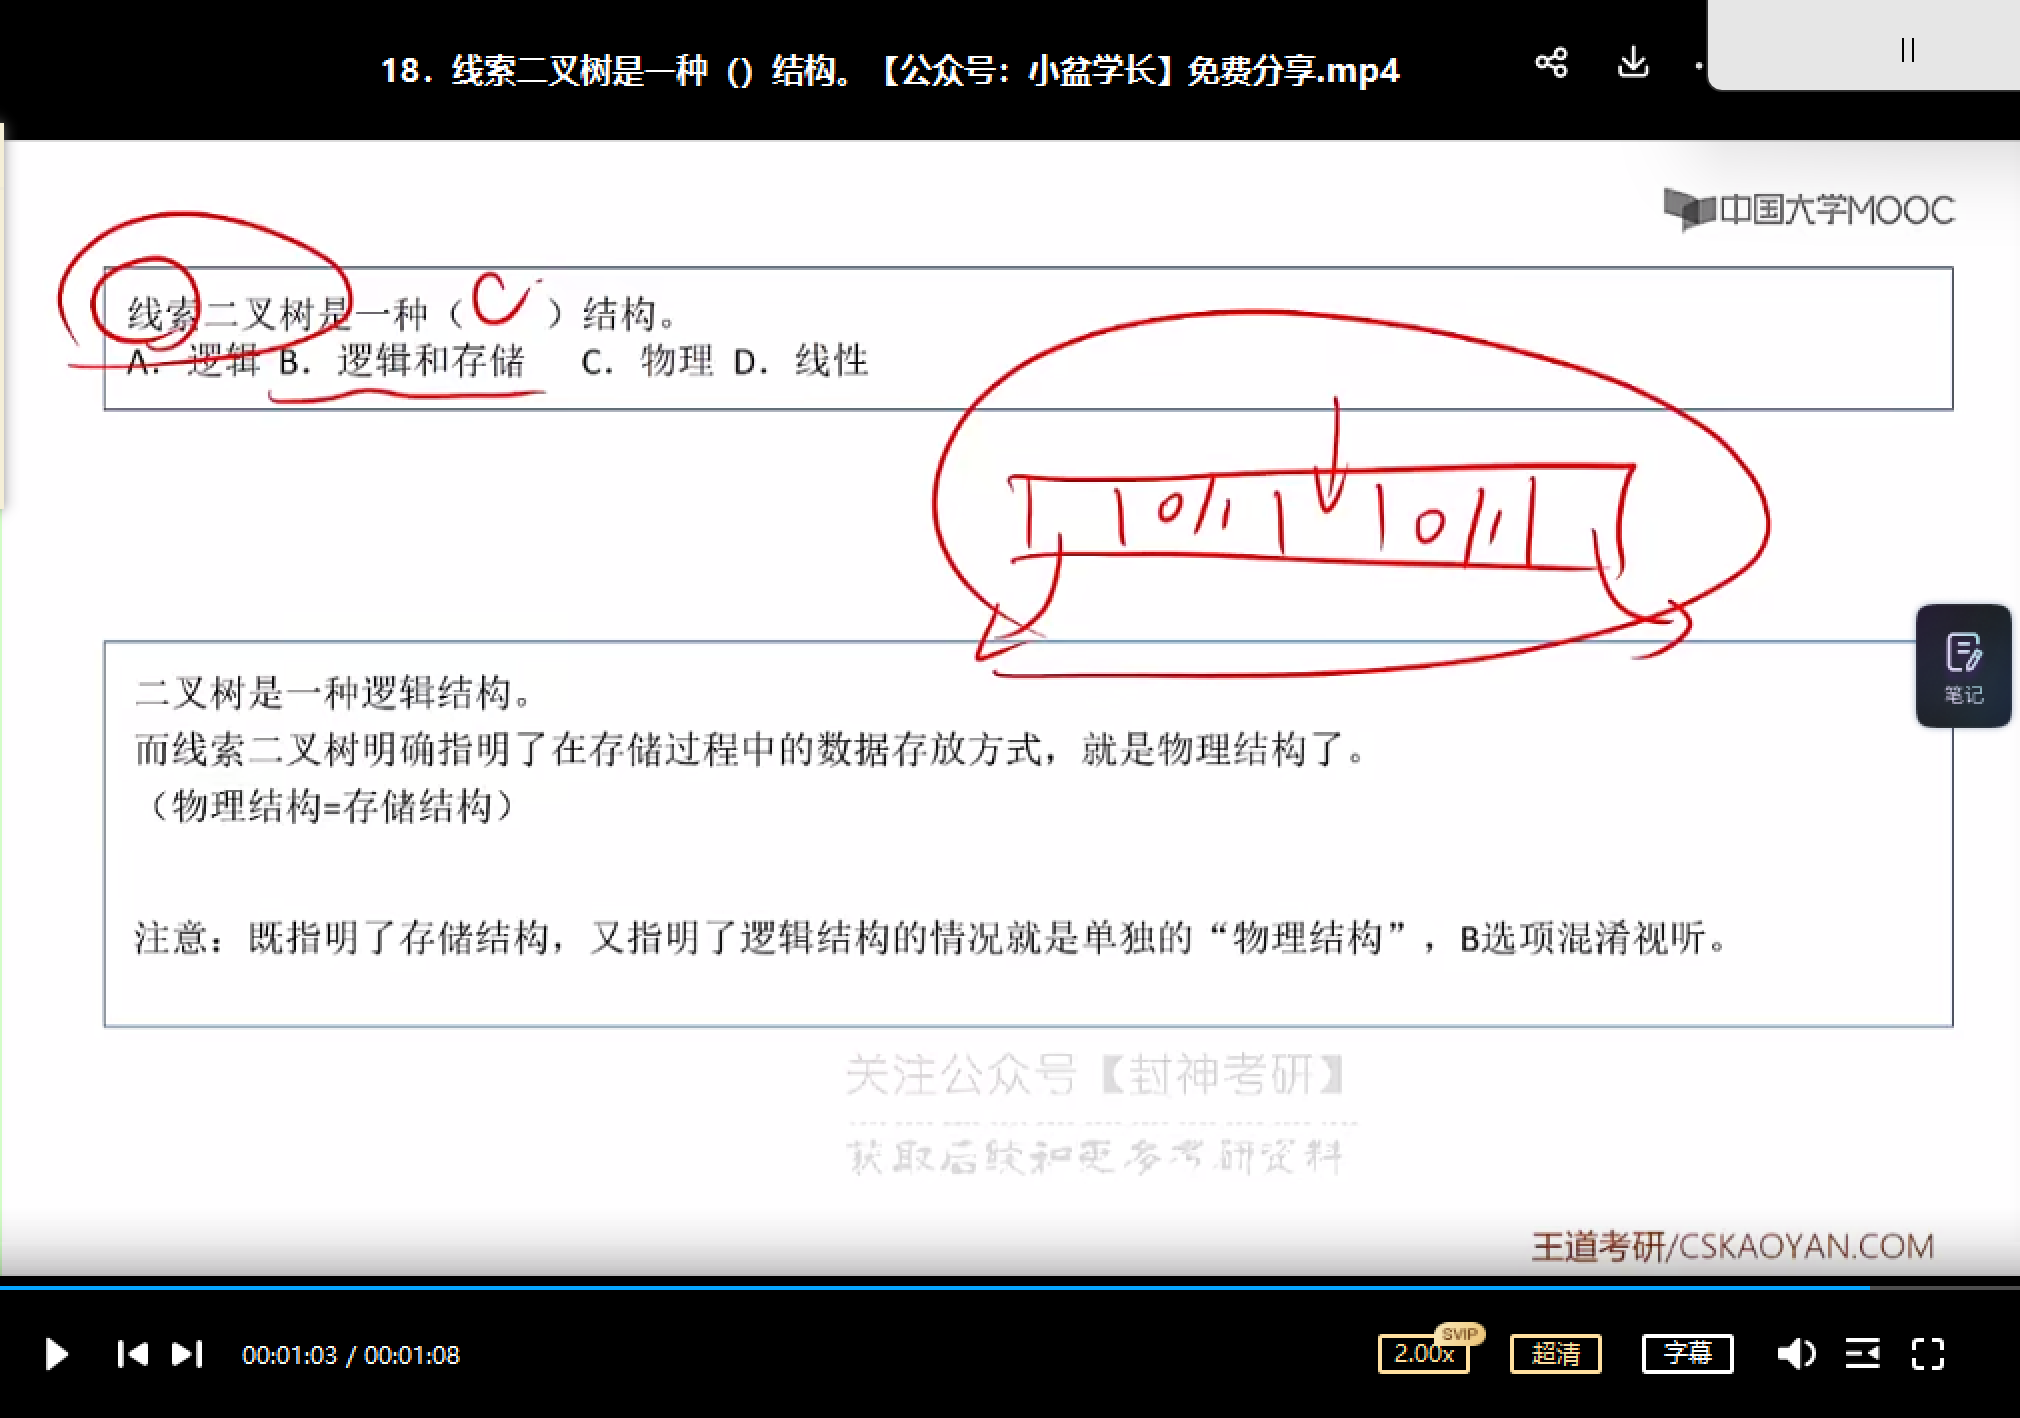 18. 线索二叉树是一种（）结构。【公众号：小盆学长】免费分享.mp4
中国大学MOOC
线索二叉树是一种（ C ）结构。
A. 逻辑 B. 逻辑和存储 C. 物理 D. 线性
0/1 0/1
二叉树是一种逻辑结构。
而线索二叉树明确指明了在存储过程中的数据存放方式，就是物理结构了。
（物理结构=存储结构）
笔记
注意：既指明了存储结构，又指明了逻辑结构的情况就是单独的“物理结构”，B选项混淆视听。
关注公众号【封神考研】
获取后续和更多考研资料
王道考研/CSKAOYAN.COM
00:01:03 / 00:01:08
2.00x SVIP 超清 字幕